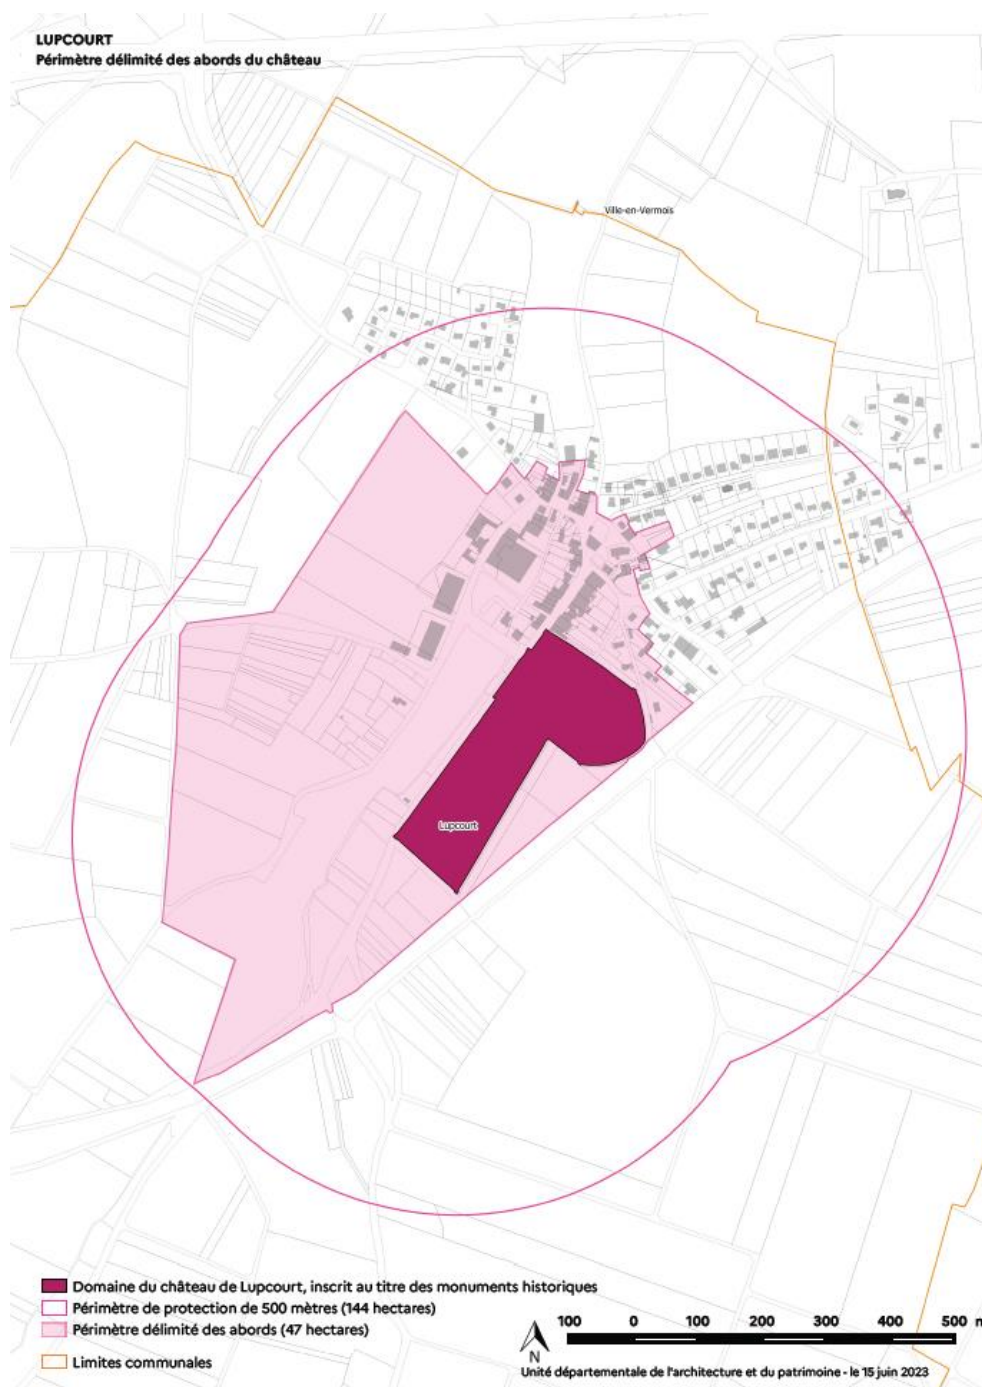 LUPCOURT
Périmètre délimité des abords du château
Ville-en-Vermois
Lupcourt
Domaine du château de Lupcourt, inscrit au titre des monuments historiques
Périmètre de protection de 500 mètres (144 hectares)
Périmètre délimité des abords (47 hectares)
Limites communales
100 0 100 200 300 400 500 m
N
Unité départementale de l'architecture et du patrimoine - le 15 juin 2023